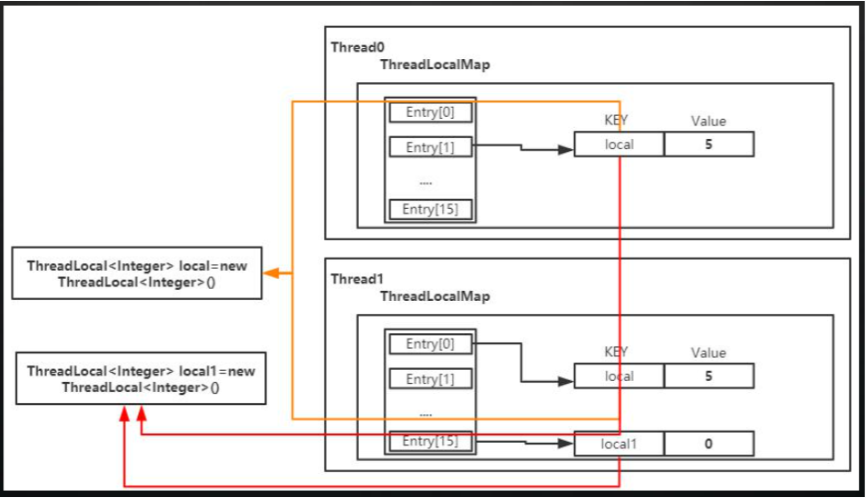 Thread0
ThreadLocalMap
Entry[0]
KEY Value
Entry[1]
local 5
....
Entry[15]
ThreadLocal<Integer> local=new
ThreadLocal<Integer>()
Thread1
ThreadLocalMap
Entry[0]
KEY Value
Entry[1]
local 5
....
Entry[15]
local1 0
ThreadLocal<Integer> local1=new
ThreadLocal<Integer>()